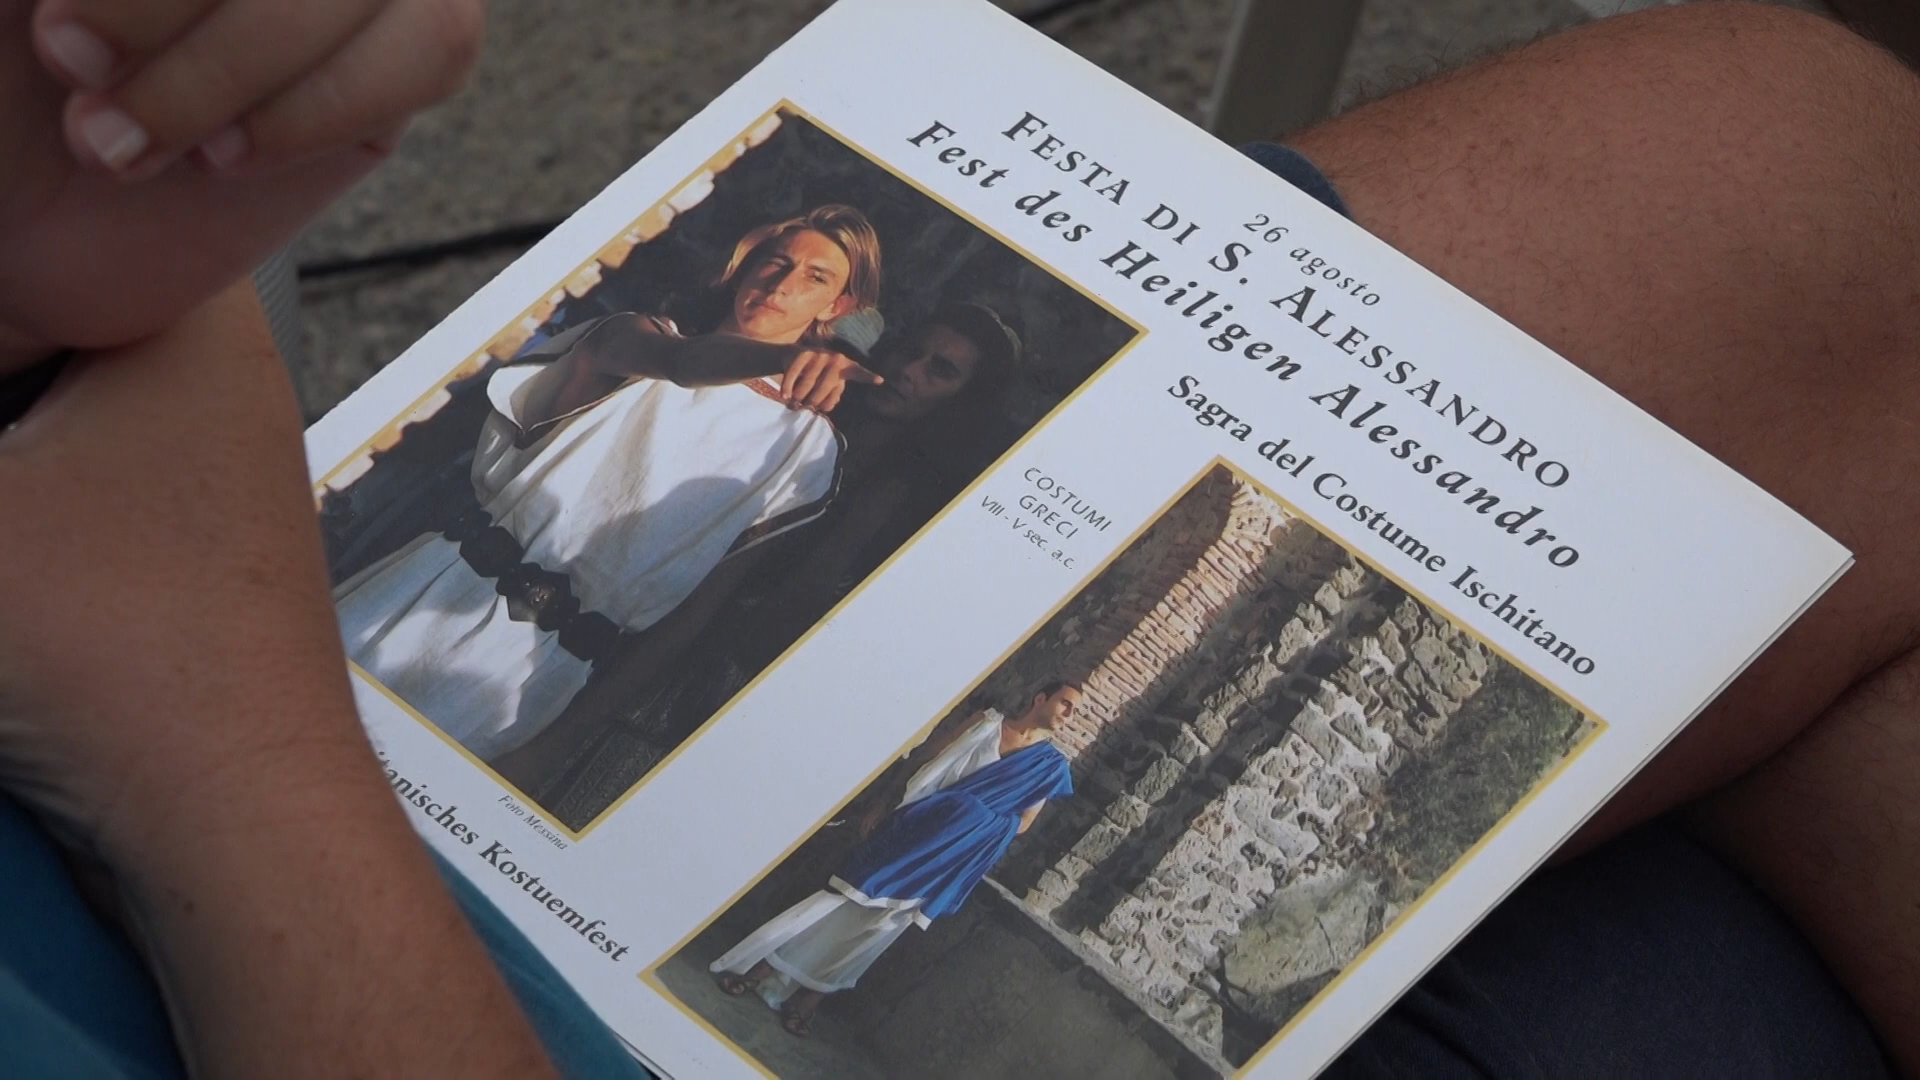 26 agosto
FESTA DI S. ALESSANDRO
Fest des Heiligen Alessandro
Sagra del Costume Ischitano
COSTUMI
GRECI
VIII - V sec. a.c.
Foto Messina
Kostuemfest